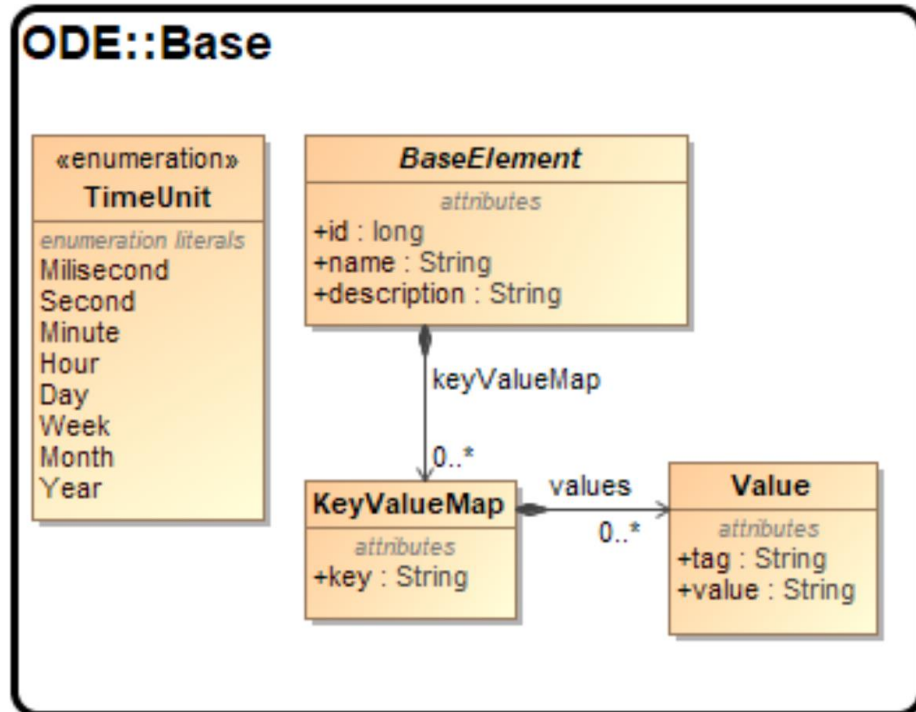 ODE::Base
«enumeration»
TimeUnit
enumeration literals
Milisecond
Second
Minute
Hour
Day
Week
Month
Year
BaseElement
attributes
+id : long
+name : String
+description : String
keyValueMap
0..*
KeyValueMap
attributes
+key : String
values
0..*
Value
attributes
+tag : String
+value : String